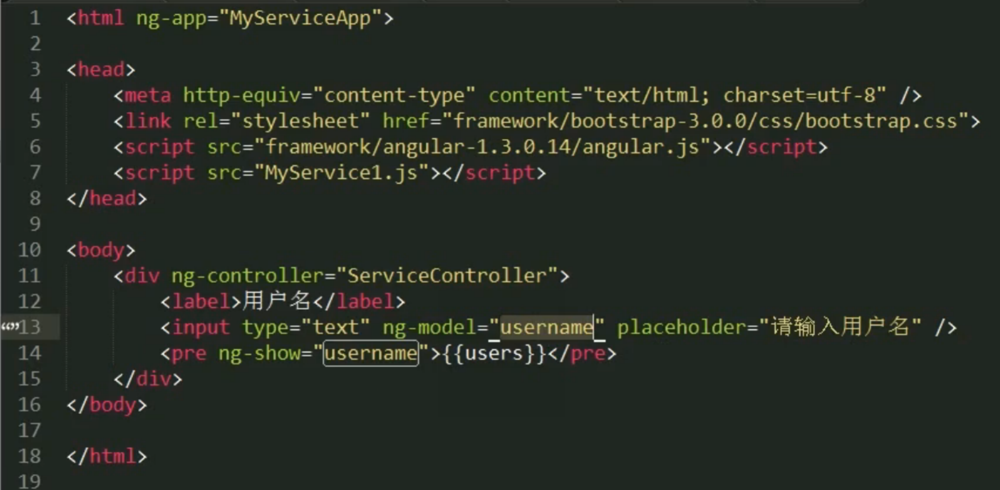 1 <html ng-app="MyServiceApp">
2
3 <head>
4 <meta http-equiv="content-type" content="text/html; charset=utf-8" />
5 <link rel="stylesheet" href="framework/bootstrap-3.0.0/css/bootstrap.css">
6 <script src="framework/angular-1.3.0.14/angular.js"></script>
7 <script src="MyService1.js"></script>
8 </head>
9
10 <body>
11 <div ng-controller="ServiceController">
12 <label>用户名</label>
“”13 <input type="text" ng-model="username" placeholder="请输入用户名" />
14 <pre ng-show="username">{{users}}</pre>
15 </div>
16 </body>
17
18 </html>
19